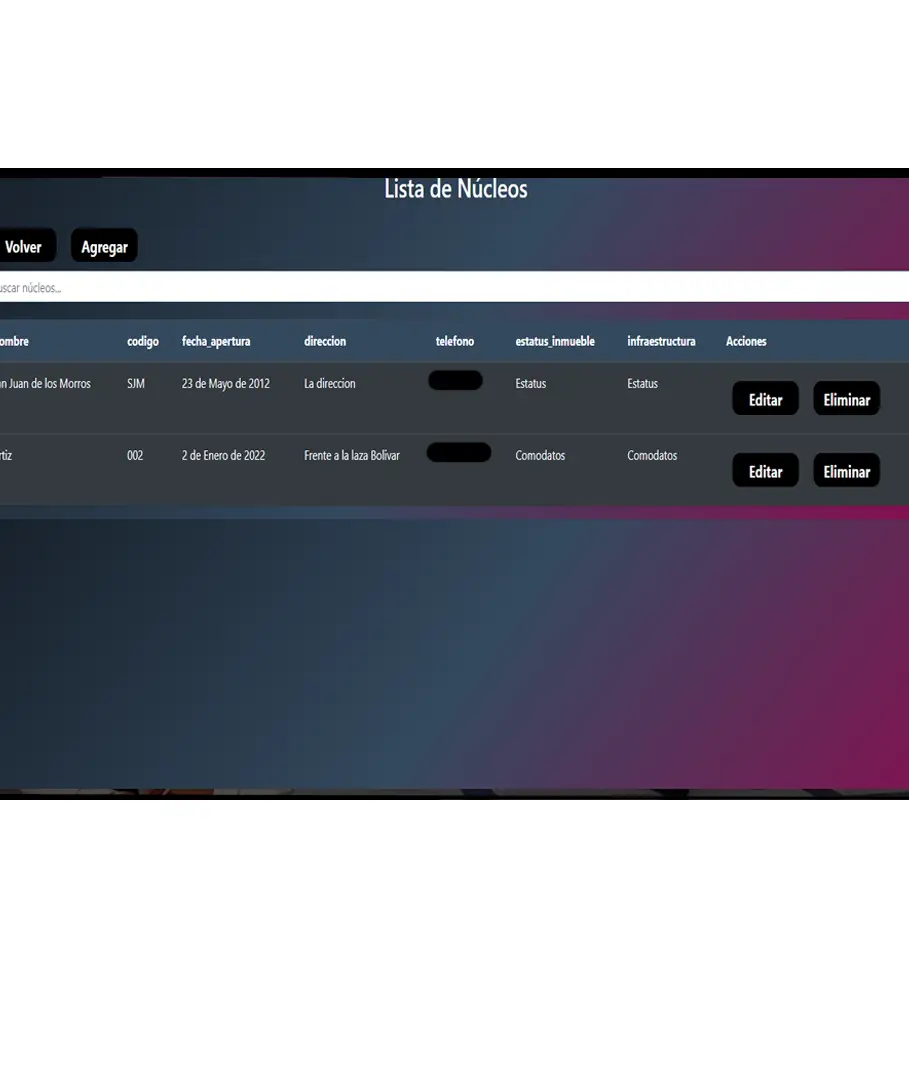 Lista de Núcleos
Volver Agregar
uscar núcleos...
ombre codigo fecha_apertura direccion telefono estatus_inmueble infraestructura Acciones
n Juan de los Morros SJM 23 de Mayo de 2012 La direccion Estatus Estatus Editar Eliminar
rtiz 002 2 de Enero de 2022 Frente a la laza Bolivar Comodatos Comodatos Editar Eliminar